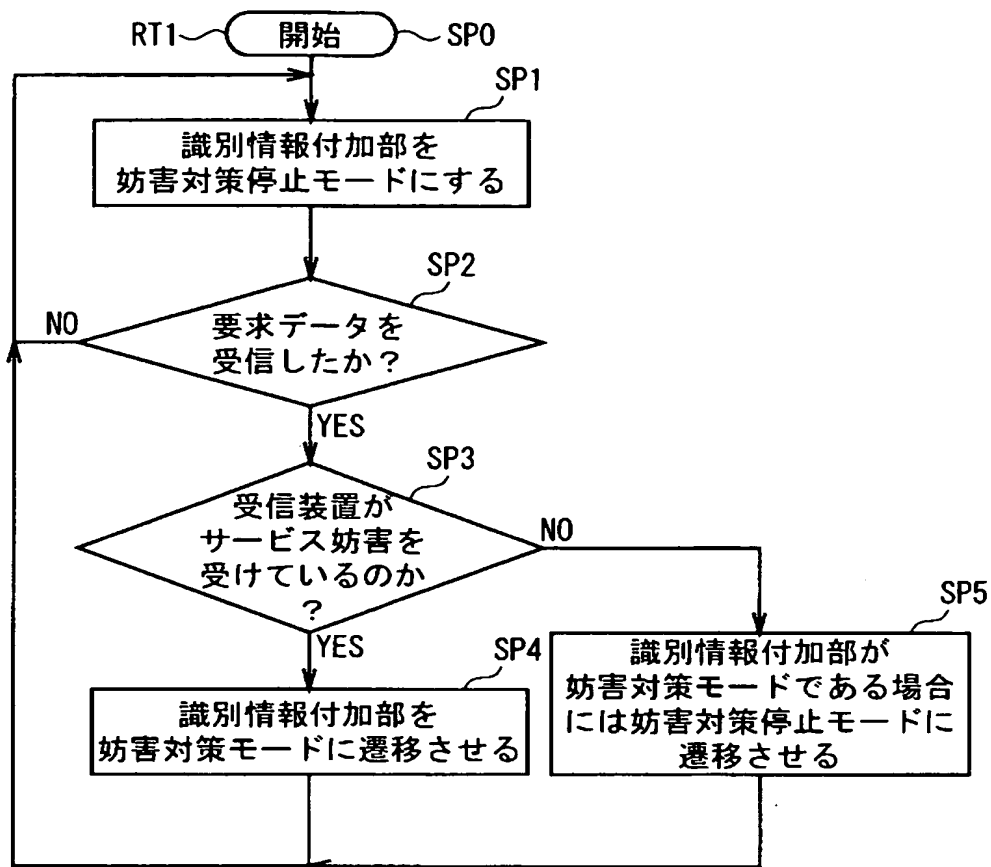 RT1 開始 SP0
SP1
識別情報付加部を
妨害対策停止モードにする
SP2
NO
要求データを
受信したか？
YES
SP3
受信装置が
サービス妨害を
受けているのか
？
NO
YES
SP4
識別情報付加部を
妨害対策モードに遷移させる
SP5
識別情報付加部が
妨害対策モードである場合
には妨害対策停止モードに
遷移させる